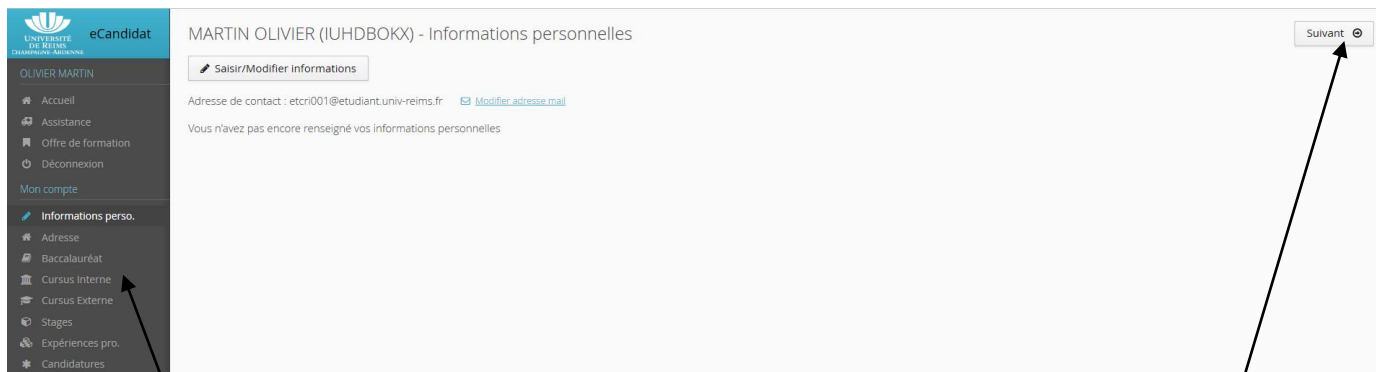 UNIVERSITÉ
DE REIMS
CHAMPAGNE-ARDENNE
eCandidat
OLIVIER MARTIN
Accueil
Assistance
Offre de formation
Déconnexion
Mon compte
Informations perso.
Adresse
Baccalauréat
Cursus Interne
Cursus Externe
Stages
Expériences pro.
Candidatures
MARTIN OLIVIER (IUHDBOKX) - Informations personnelles
Suivant
Saisir/Modifier informations
Adresse de contact : etcri001@etudiant.univ-reims.fr Modifier adresse mail
Vous n'avez pas encore renseigné vos informations personnelles